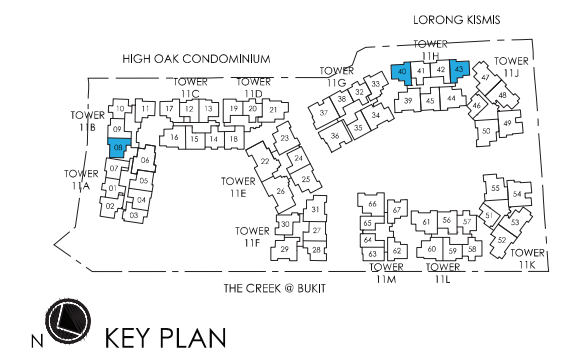 LORONG KISMIS
HIGH OAK CONDOMINIUM
TOWER 11H
TOWER 11J
TOWER 11G
TOWER 11C
TOWER 11D
TOWER 11B
TOWER 11A
TOWER 11E
TOWER 11F
TOWER 11M
TOWER 11L
TOWER 11K
40 41 42 43
47
48
46
49
50
33
32
38
37
39 45 44
34
35
36
10 11 17 12 13 19 20 21
09
16 15 14 18
08
23
06
22
24
07
05
25
01
04
26
02
03
31
30
27
29
28
66
67
65
64
63
62
61 56 57
60 59 58
55
54
51
53
52
THE CREEK @ BUKIT
N
KEY PLAN